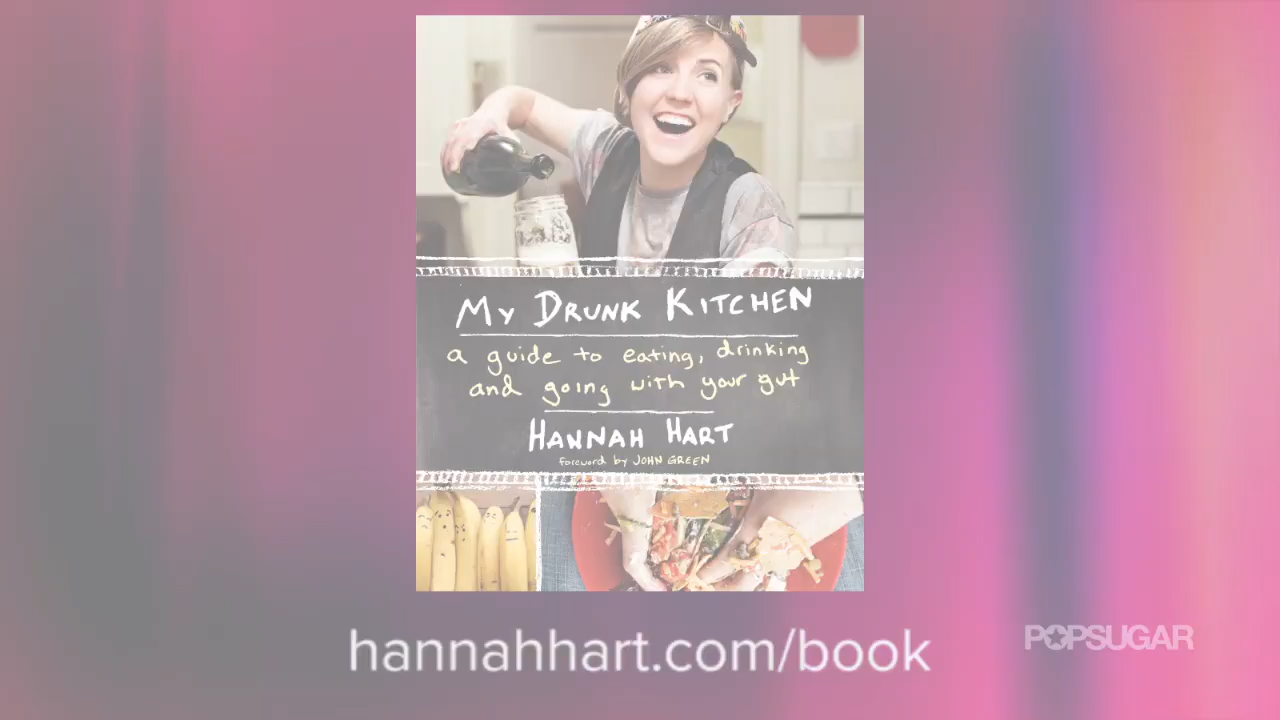 My Drunk Kitchen
a guide to eating, drinking
and going with your gut
Hannah Hart
foreword by John Green
hannahhart.com/book
POPSUGAR